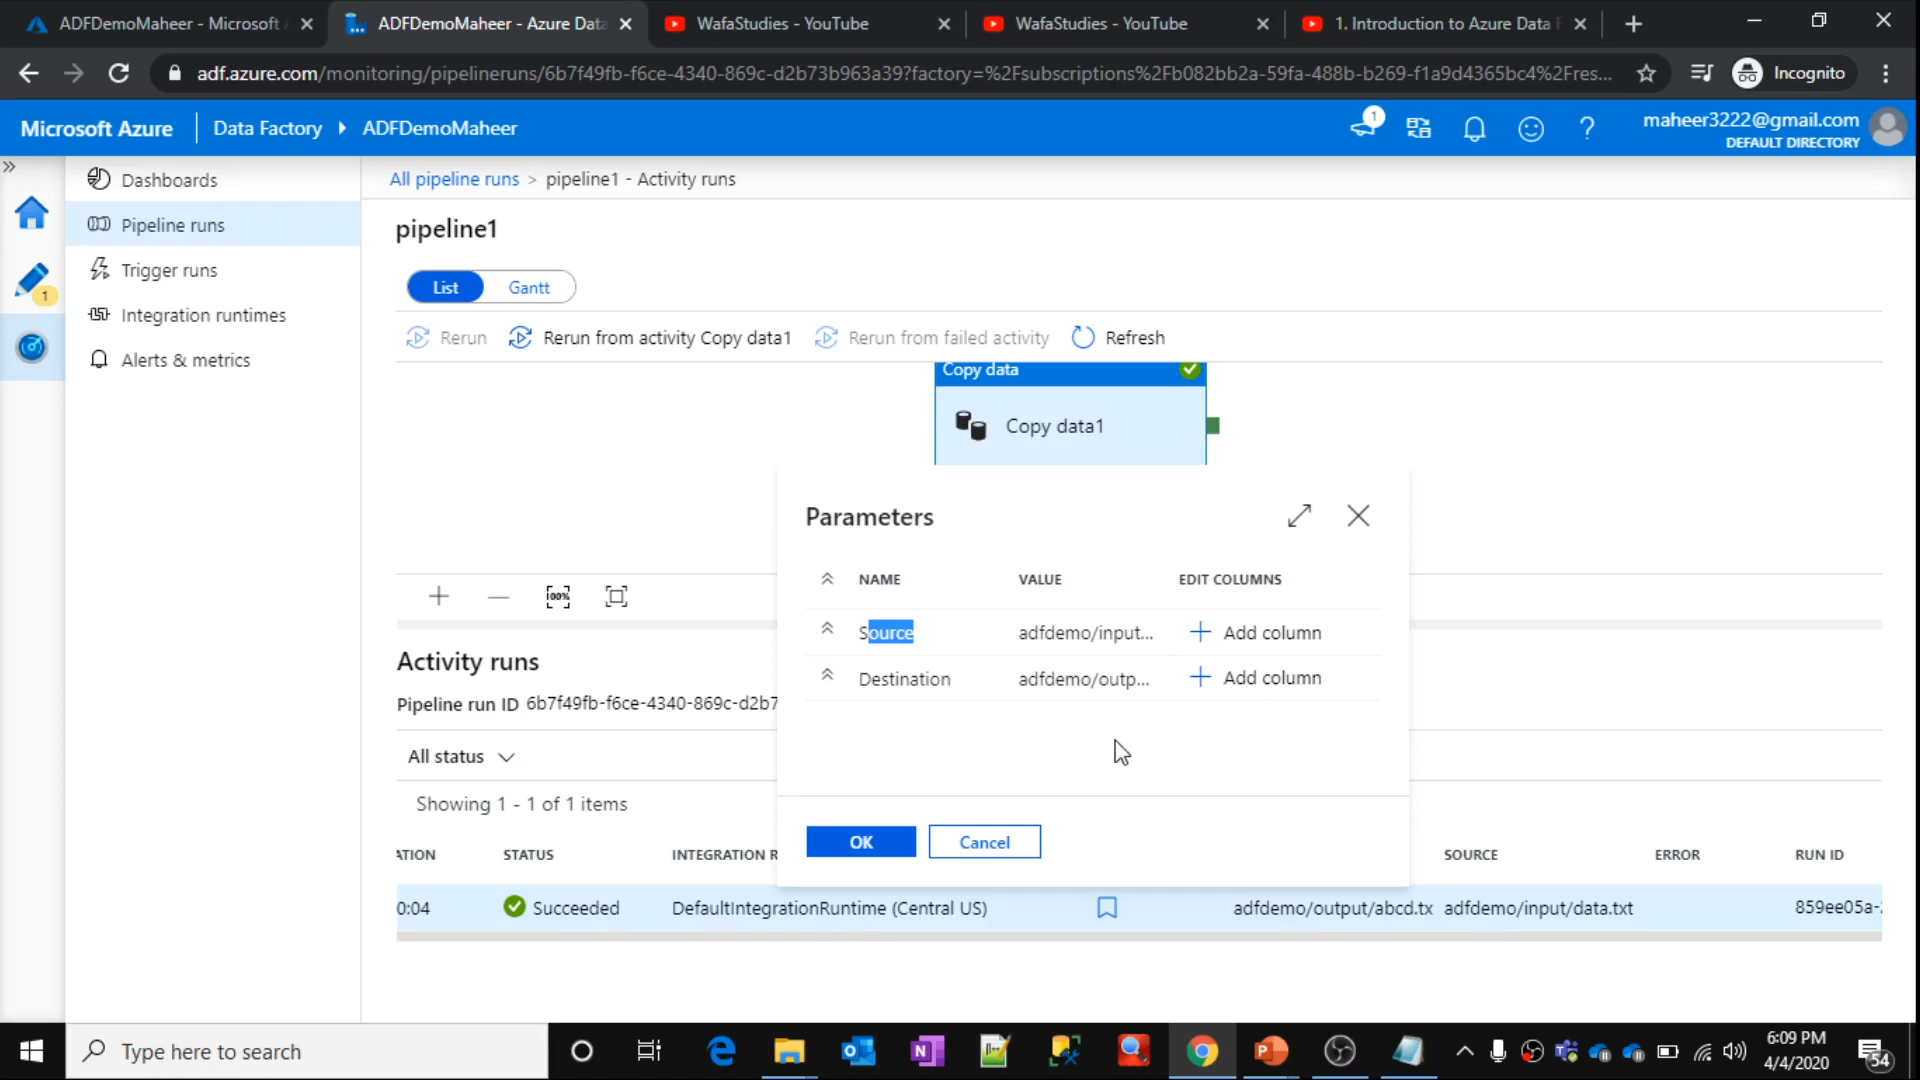 ADFDemoMaheer - Microsoft A
ADFDemoMaheer - Azure Data
WafaStudies - YouTube
WafaStudies - YouTube
1. Introduction to Azure Data F
adf.azure.com/monitoring/pipelineruns/6b7f49fb-f6ce-4340-869c-d2b73b963a39?factory=%2Fsubscriptions%2Fb082bb2a-59fa-488b-b269-f1a9d4365bc4%2Fres...
Incognito
Microsoft Azure
Data Factory
ADFDemoMaheer
1
maheer3222@gmail.com
DEFAULT DIRECTORY
Dashboards
Pipeline runs
Trigger runs
Integration runtimes
Alerts & metrics
1
All pipeline runs > pipeline1 - Activity runs
pipeline1
List
Gantt
Rerun
Rerun from activity Copy data1
Rerun from failed activity
Refresh
Copy data
Copy data1
100%
Parameters
NAME
VALUE
EDIT COLUMNS
Source
adfdemo/input...
Add column
Destination
adfdemo/outp...
Add column
OK
Cancel
Activity runs
Pipeline run ID 6b7f49fb-f6ce-4340-869c-d2b7
All status
Showing 1 - 1 of 1 items
ATION
STATUS
INTEGRATION R
SOURCE
ERROR
RUN ID
0:04
Succeeded
DefaultIntegrationRuntime (Central US)
adfdemo/output/abcd.tx
adfdemo/input/data.txt
859ee05a-
Type here to search
6:09 PM
4/4/2020
54